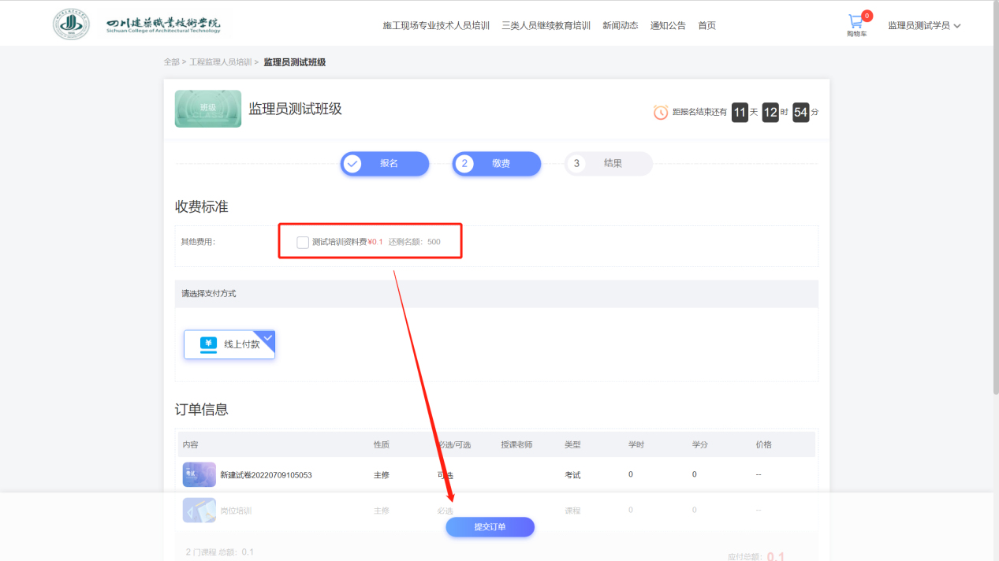 四川建築職業技術學院
Sichuan College of Architectural Technology
施工现场专业技术人员培训 三类人员继续教育培训 新闻动态 通知公告 首页
0
购物车
监理员测试学员
全部 > 工程监理人员培训 > 监理员测试班级
班级
监理员测试班级
距报名结束还有 11 天 12 时 54 分
报名
2 缴费
3 结果
收费标准
其他费用：
测试培训资料费¥0.1 还剩名额：500
请选择支付方式
¥ 线上付款
订单信息
内容 性质 必选/可选 授课老师 类型 学时 学分 价格
考试
新建试卷20220709105053 主修 可选 考试 0 0 --
岗位培训 主修 必选 课程 0 0 --
提交订单
2 门课程 总额：0.1
应付总额：0.1